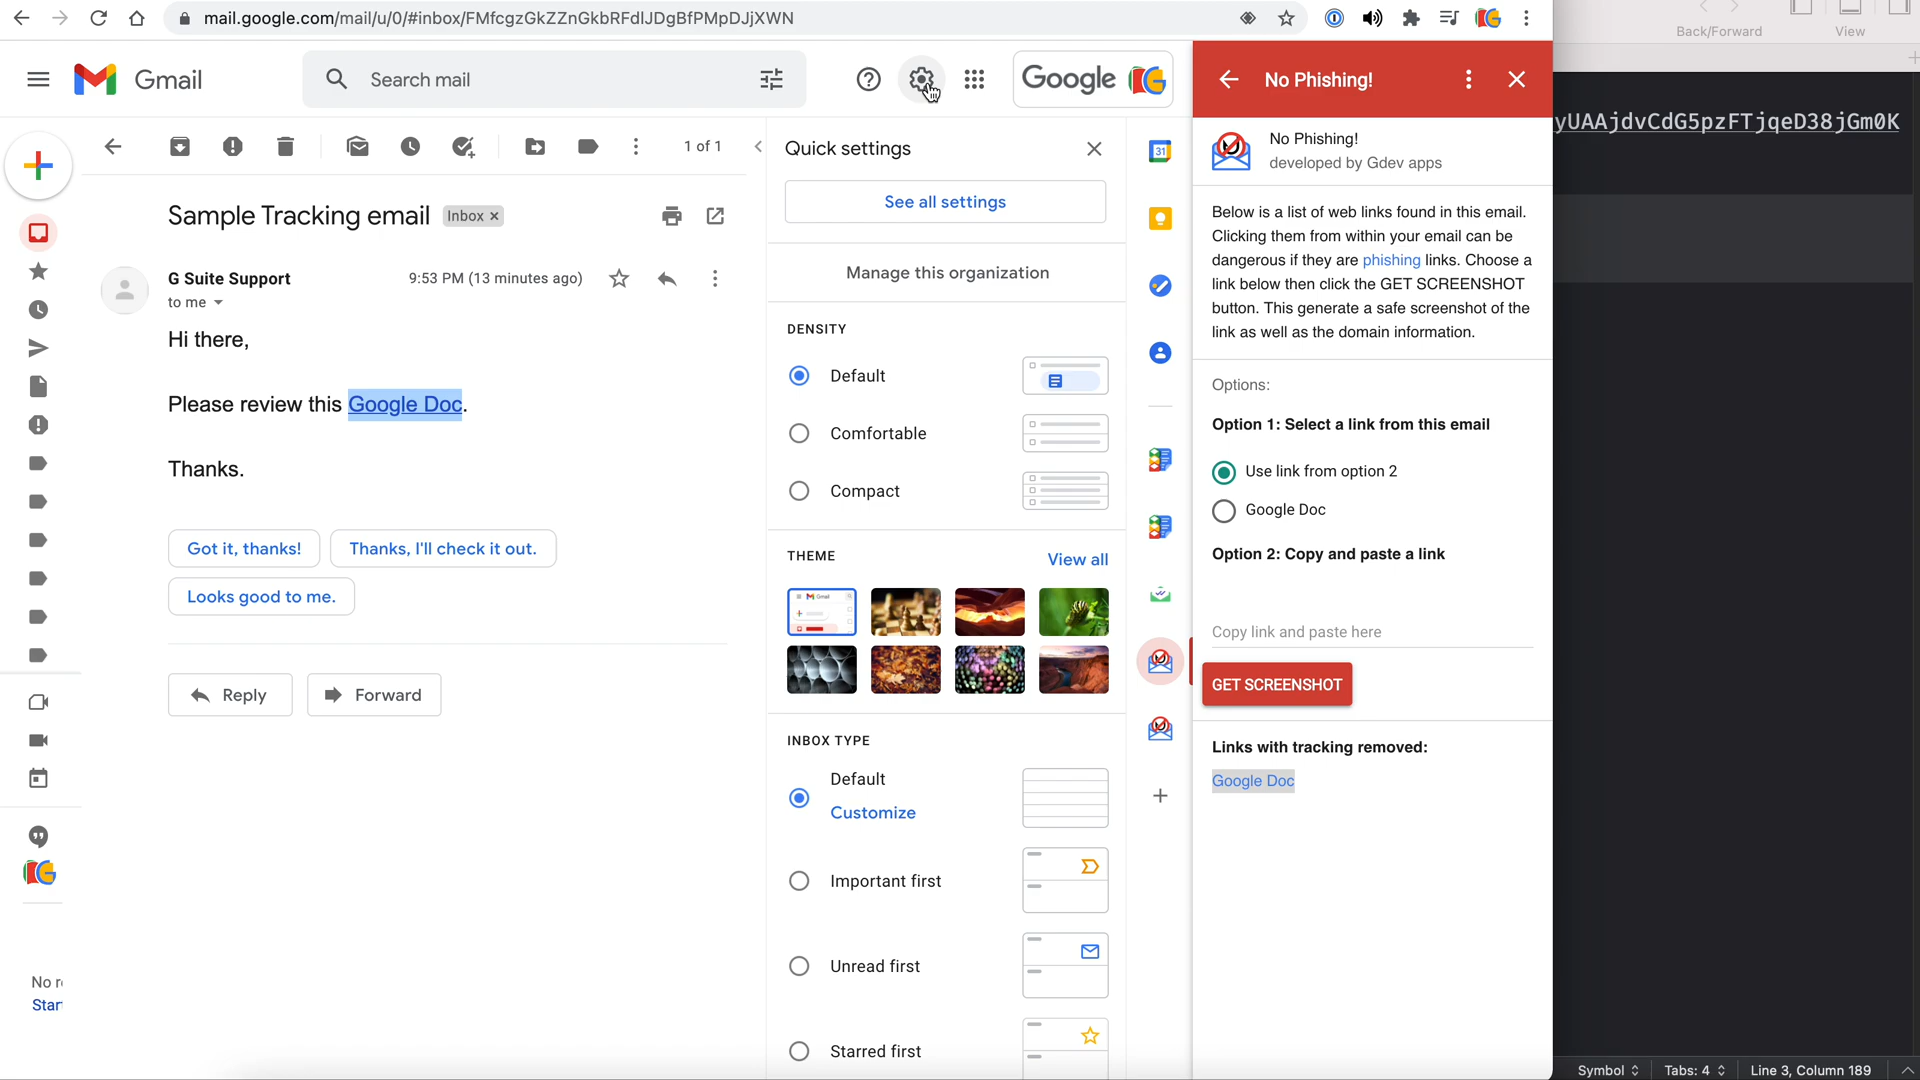 mail.google.com/mail/u/0/#inbox/FMfcgzGkZZnGkbRFdIJDgBfPMpDJjXWN
Back/Forward
View
Gmail
Search mail
Google
No Phishing!
yUAAjdvCdG5pzFTjqeD38jGm0K
1 of 1
Sample Tracking email
Inbox ×
G Suite Support
9:53 PM (13 minutes ago)
to me
Hi there,
Please review this Google Doc.
Thanks.
Got it, thanks!
Thanks, I'll check it out.
Looks good to me.
Reply
Forward
No r
Star
Quick settings
See all settings
Manage this organization
DENSITY
Default
Comfortable
Compact
THEME
View all
Gmail
INBOX TYPE
Default
Customize
Important first
Unread first
Starred first
31
No Phishing!
developed by Gdev apps
Below is a list of web links found in this email.
Clicking them from within your email can be
dangerous if they are phishing links. Choose a
link below then click the GET SCREENSHOT
button. This generate a safe screenshot of the
link as well as the domain information.
Options:
Option 1: Select a link from this email
Use link from option 2
Google Doc
Option 2: Copy and paste a link
Copy link and paste here
GET SCREENSHOT
Links with tracking removed:
Google Doc
Symbol
Tabs: 4
Line 3, Column 189